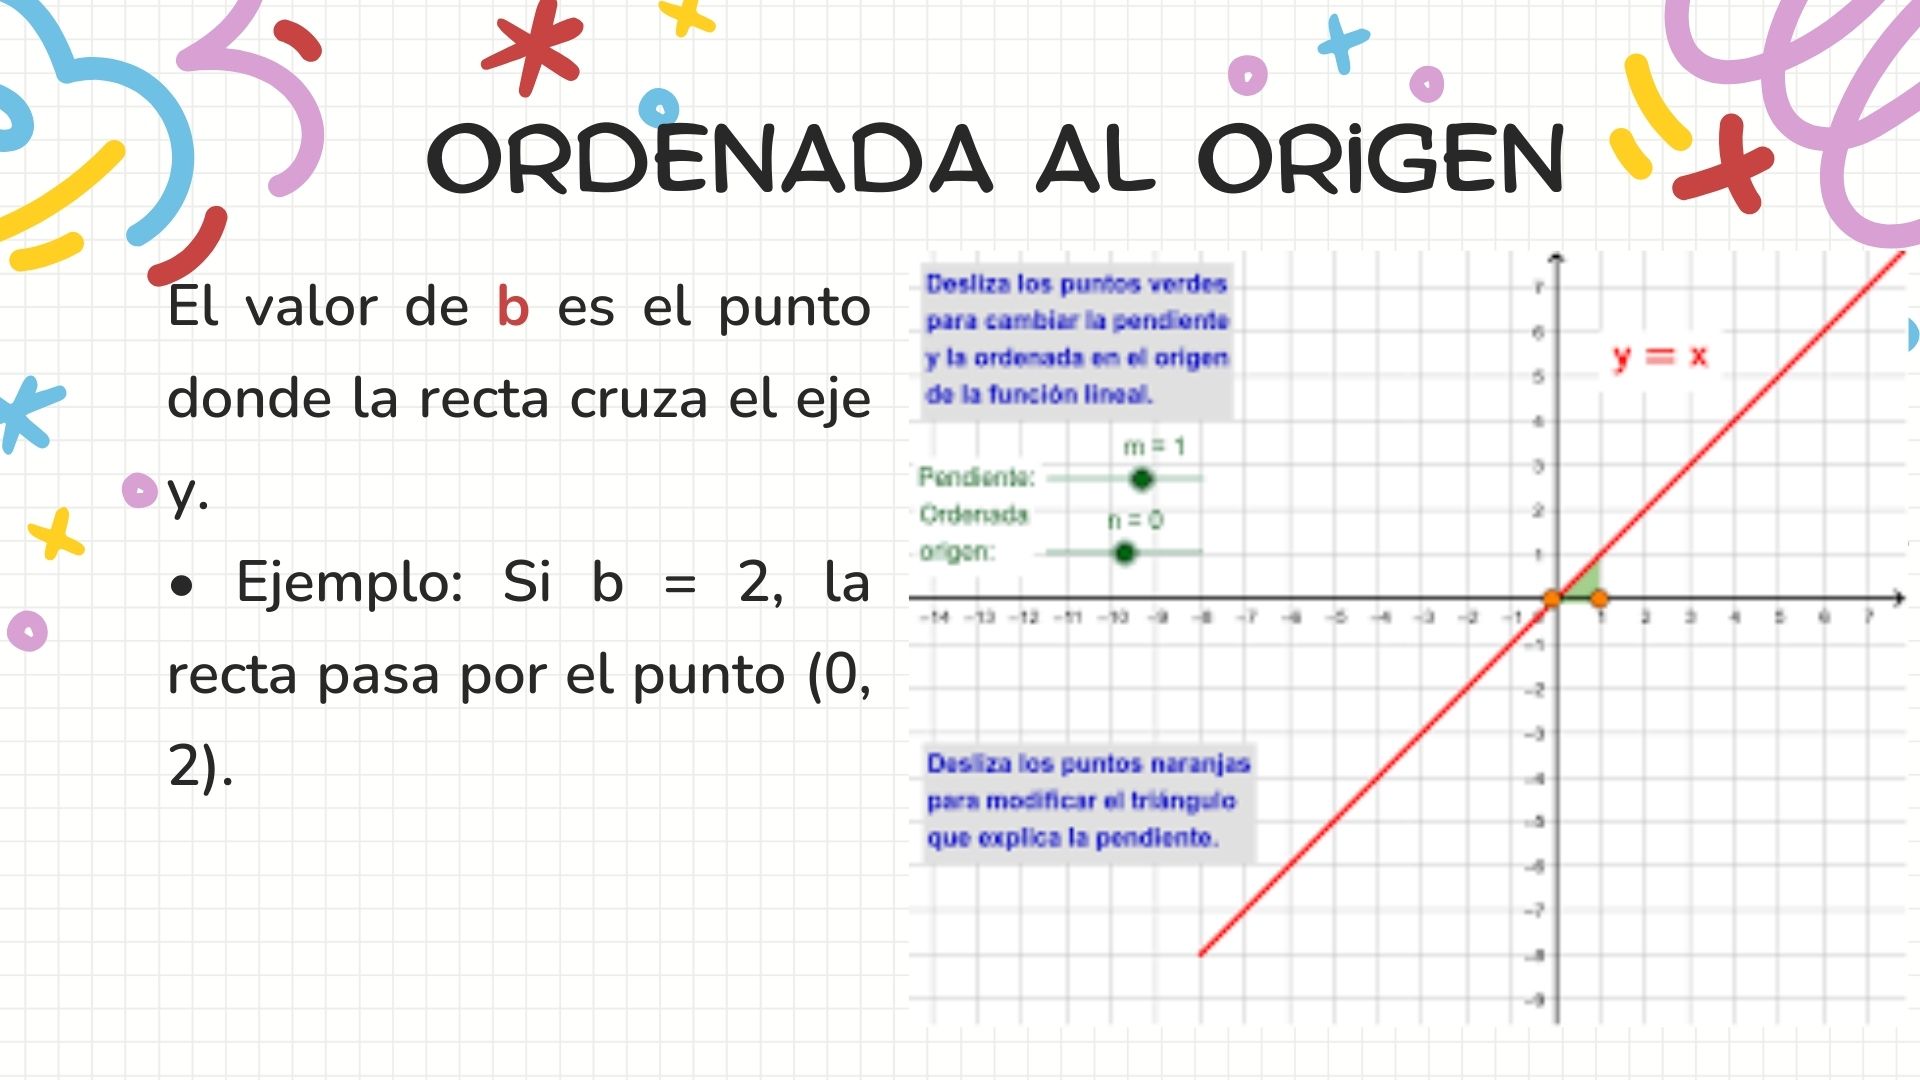 ORDENADA AL ORIGEN
El valor de b es el punto
donde la recta cruza el eje
y.
• Ejemplo: Si b = 2, la
recta pasa por el punto (0,
2).
Desliza los puntos verdes
para cambiar la pendiente
y la ordenada en el origen
de la función lineal.
m = 1
Pendiente:
Ordenada
n = 0
origen:
y = x
7
6
5
4
3
2
1
-14 -13 -12 -11 -10 -9 -8 -7 -6 -5 -4 -3 -2 -1 0 1 2 3 4 5 6 7
-1
-2
-3
-4
-5
-6
-7
-8
-9
Desliza los puntos naranjas
para modificar el triángulo
que explica la pendiente.